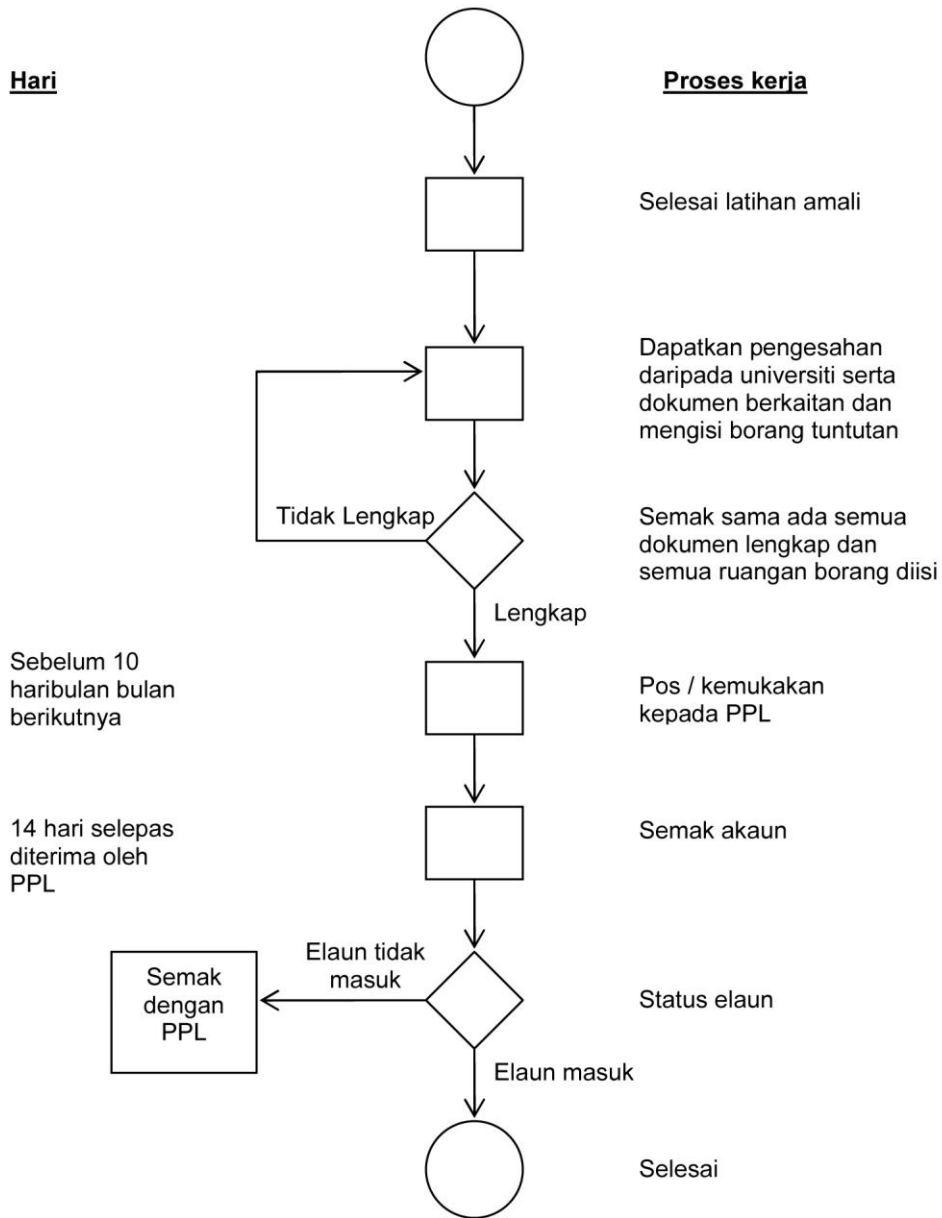 Hari
Proses kerja
Selesai latihan amali
Dapatkan pengesahan
daripada universiti serta
dokumen berkaitan dan
mengisi borang tuntutan
Tidak Lengkap
Semak sama ada semua
dokumen lengkap dan
semua ruangan borang diisi
Lengkap
Sebelum 10
haribulan bulan
berikutnya
Pos / kemukakan
kepada PPL
14 hari selepas
diterima oleh
PPL
Semak akaun
Elaun tidak
masuk
Semak
dengan
PPL
Status elaun
Elaun masuk
Selesai